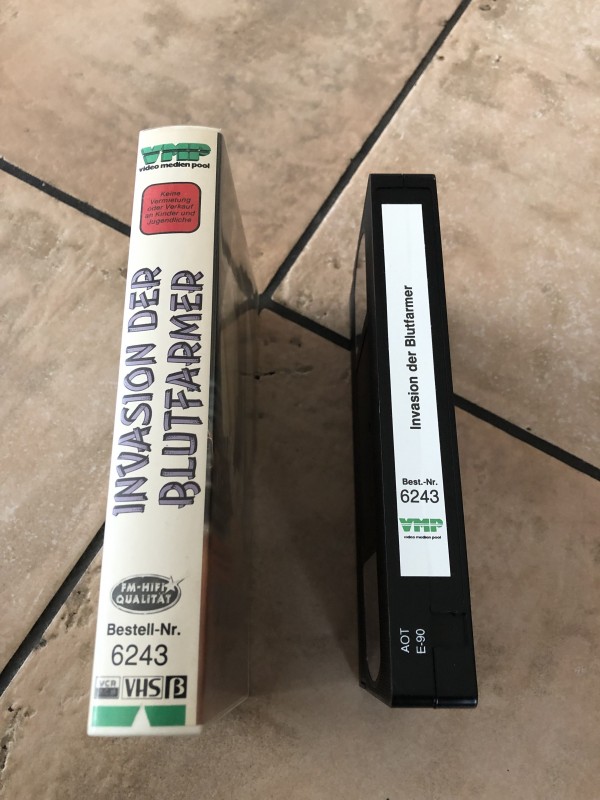 VMP
video medien pool
Keine
Vermietung
oder Verkauf
an Kinder und
Jugendliche
INVASION DER
BLUTFARMER
FM-HIFI
QUALITÄT
Bestell-Nr.
6243
VCR
VHS β
Invasion der Blutfarmer
Best.-Nr.
6243
VMP
video medien pool
AOT
E-90